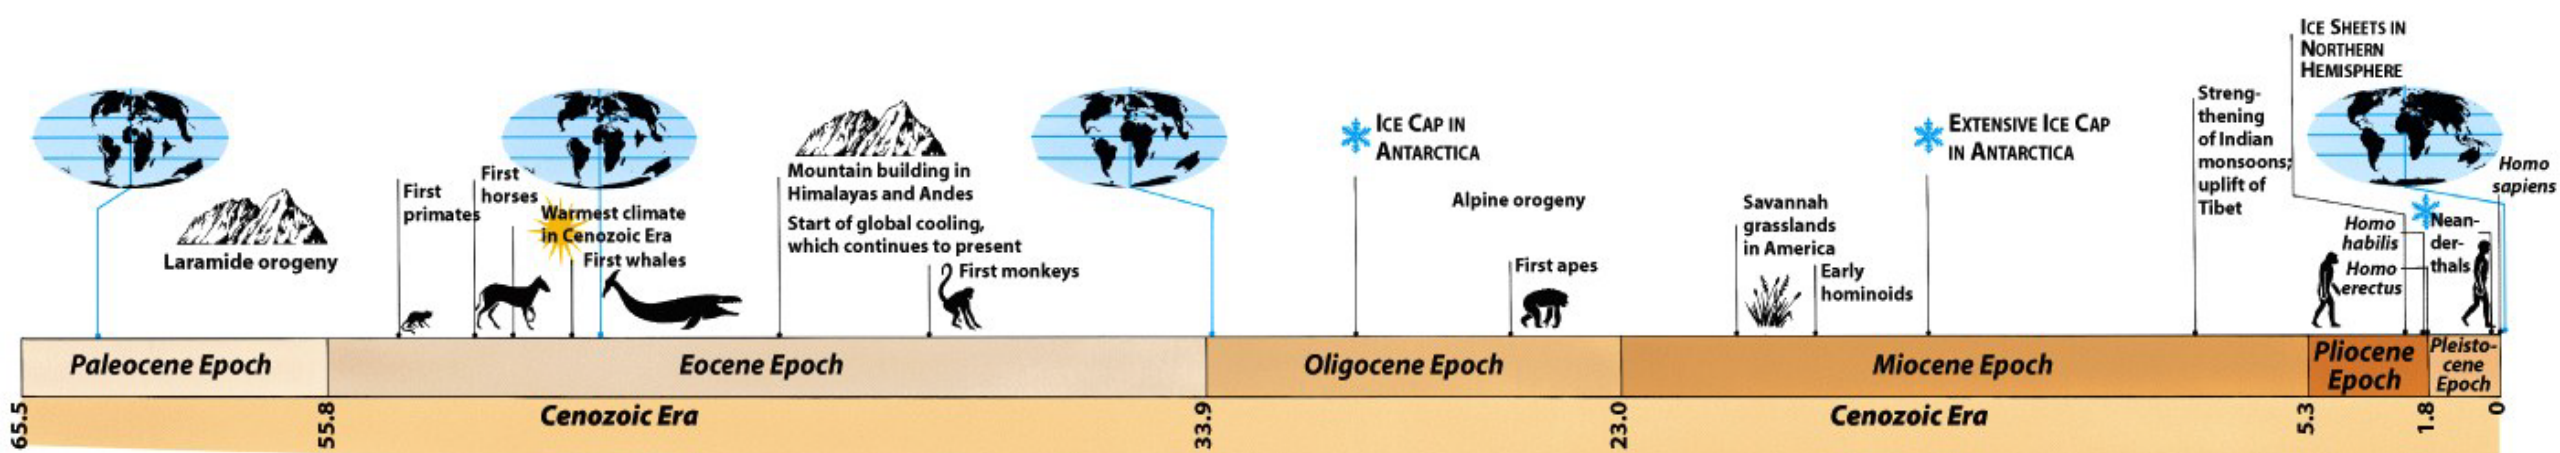 ICE SHEETS IN
NORTHERN
HEMISPHERE
Streng-
thening
of Indian
monsoons;
uplift of
Tibet
ICE CAP IN
ANTARCTICA
EXTENSIVE ICE CAP
IN ANTARCTICA
Homo
sapiens
First
primates
First
horses
Mountain building in
Himalayas and Andes
Start of global cooling,
which continues to present
Warmest climate
in Cenozoic Era
First whales
Laramide orogeny
First monkeys
Alpine orogeny
First apes
Savannah
grasslands
in America
Early
hominoids
Homo
habilis
Homo
erectus
Nean-
der-
thals
Paleocene Epoch
Eocene Epoch
Oligocene Epoch
Miocene Epoch
Pliocene
Epoch
Pleisto-
cene
Epoch
65.5
55.8
Cenozoic Era
33.9
23.0
Cenozoic Era
5.3
1.8
0